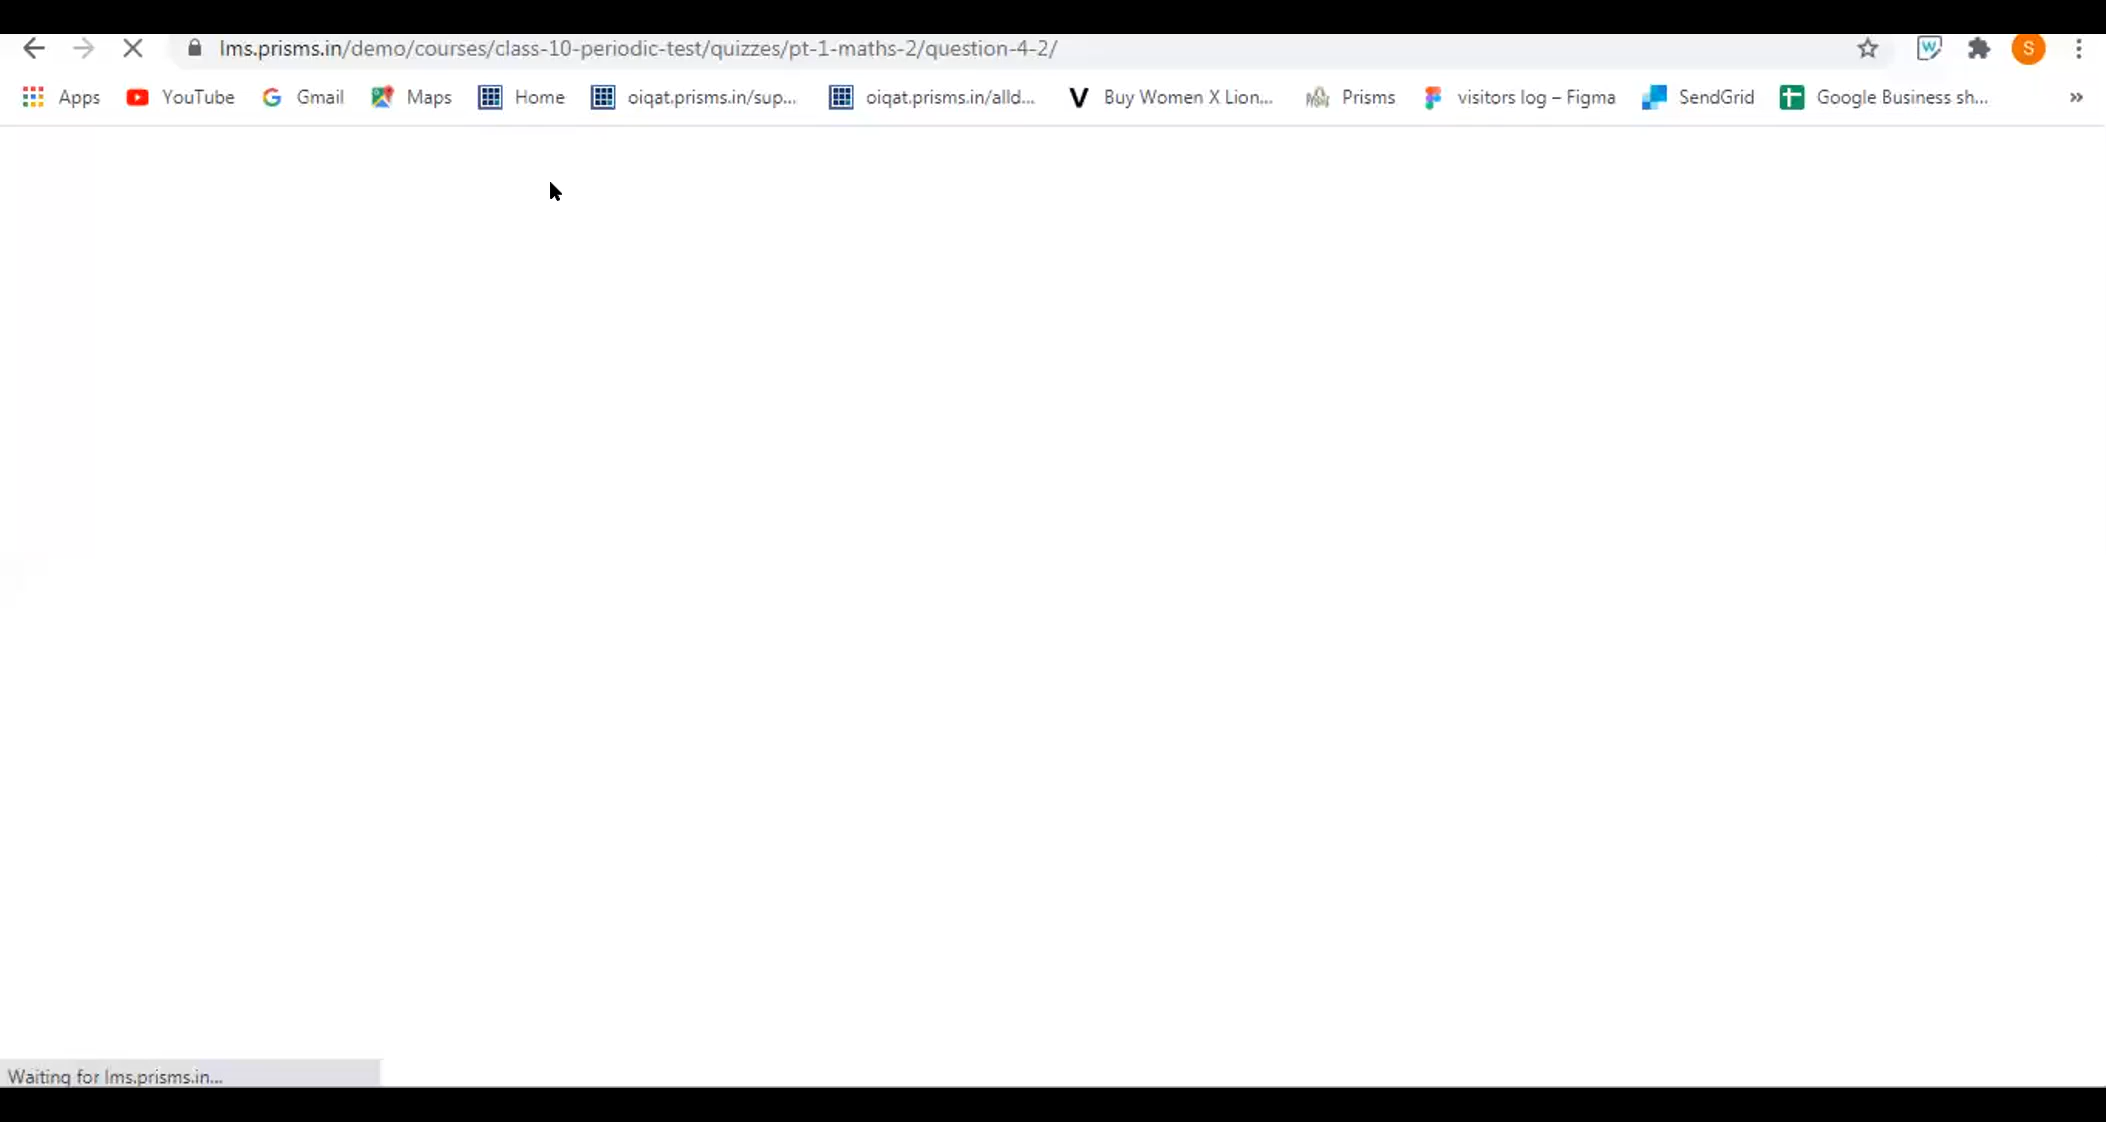 lms.prisms.in/demo/courses/class-10-periodic-test/quizzes/pt-1-maths-2/question-4-2/
W S
Apps YouTube G Gmail Maps Home oiqat.prisms.in/sup... oiqat.prisms.in/alld... V Buy Women X Lion... Prisms visitors log – Figma SendGrid Google Business sh... »
Waiting for lms.prisms.in...